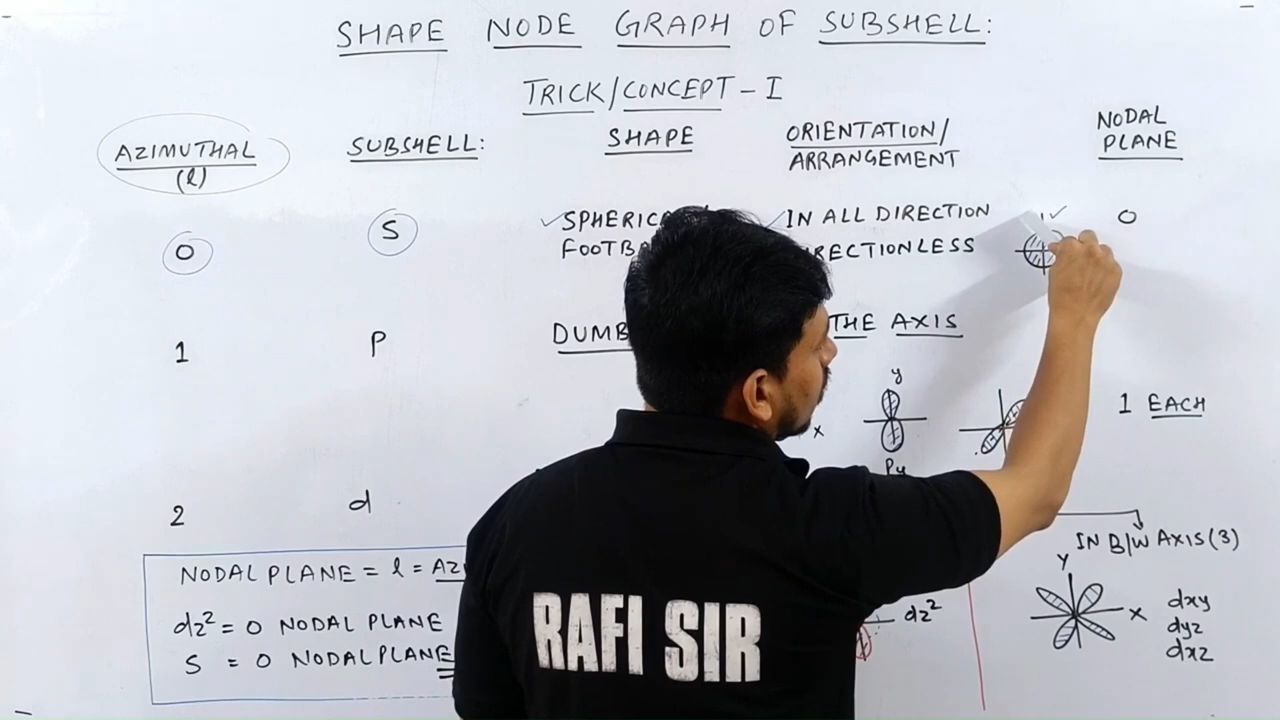 SHAPE NODE GRAPH OF SUBSHELL:
TRICK/CONCEPT-I
AZIMUTHAL
(l)
SUBSHELL:
SHAPE
ORIENTATION/
ARRANGEMENT
NODAL
PLANE
0
S
SPHERICA
FOOTB
IN ALL DIRECTION
DIRECTIONLESS
0
1
P
DUMB
THE AXIS
x
y
Py
1 EACH
2
d
IN B/W AXIS(3)
Y
X
dxy
dyz
dxz
dz²
NODAL PLANE = l = AZ
dz² = 0 NODAL PLANE
S = 0 NODAL PLANE
RAFI SIR